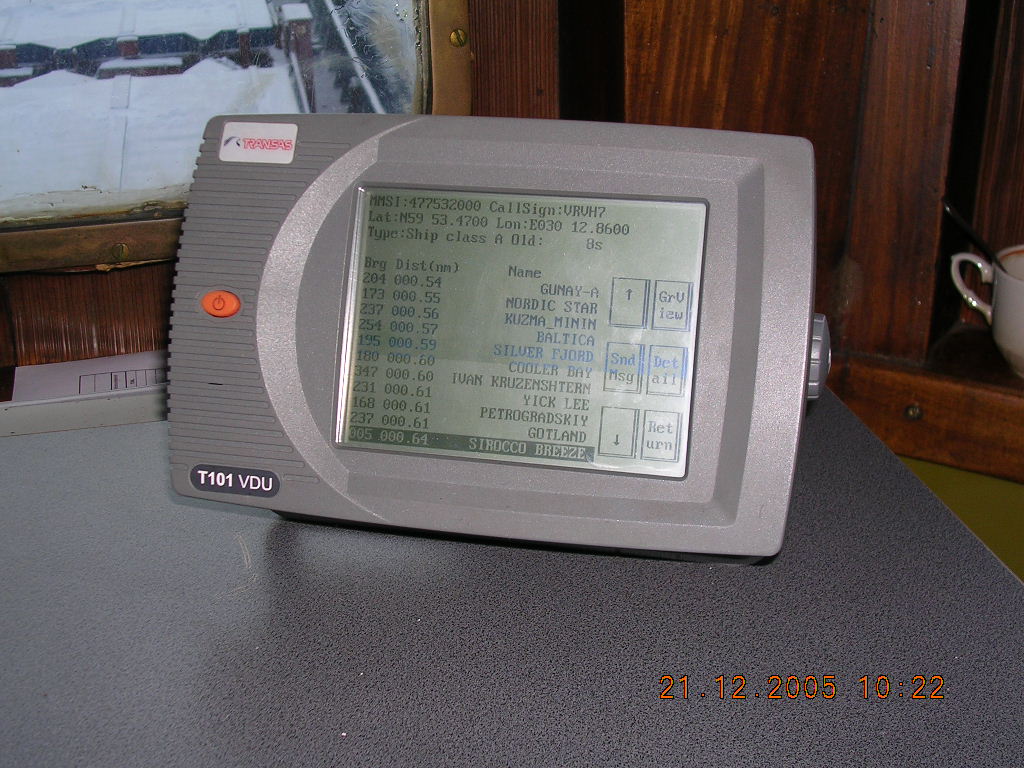 TRANSAS
MMSI:477532000 CallSign:VRVH7
Lat:N59 53.4700 Lon:E030 12.8600
Type:Ship class A Old: 8s
Brg Dist(nm) Name
204 000.54 GUNAY-A
173 000.55 NORDIC STAR
237 000.56 KUZMA_MININ
254 000.57 BALTICA
195 000.59 SILVER FJORD
180 000.60 COOLER BAY
347 000.60 IVAN KRUZENSHTERN
231 000.61 YICK LEE
168 000.61 PETROGRADSKIY
237 000.61 GOTLAND
305 000.64 SIROCCO BREEZE
↑
GrV
iew
Snd
Msg
Det
ail
↓
Ret
urn
T101 VDU
21.12.2005 10:22